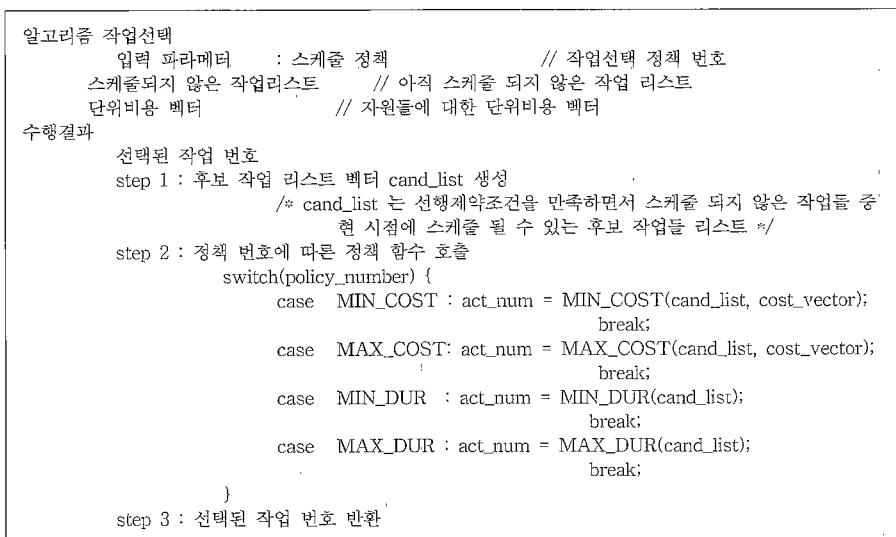 알고리즘 작업선택
입력 파라메터 : 스케줄 정책 // 작업선택 정책 번호
스케줄되지 않은 작업리스트 // 아직 스케줄 되지 않은 작업 리스트
단위비용 벡터 // 자원들에 대한 단위비용 벡터
수행결과
선택된 작업 번호
step 1 : 후보 작업 리스트 벡터 cand_list 생성
/* cand_list 는 선행제약조건을 만족하면서 스케줄 되지 않은 작업들 중
현 시점에 스케줄 될 수 있는 후보 작업들 리스트 */
step 2 : 정책 번호에 따른 정책 함수 호출
switch(policy_number) {
case MIN_COST : act_num = MIN_COST(cand_list, cost_vector);
break;
case MAX_COST: act_num = MAX_COST(cand_list, cost_vector);
break;
case MIN_DUR : act_num = MIN_DUR(cand_list);
break;
case MAX_DUR : act_num = MAX_DUR(cand_list);
break;
}
step 3 : 선택된 작업 번호 반환